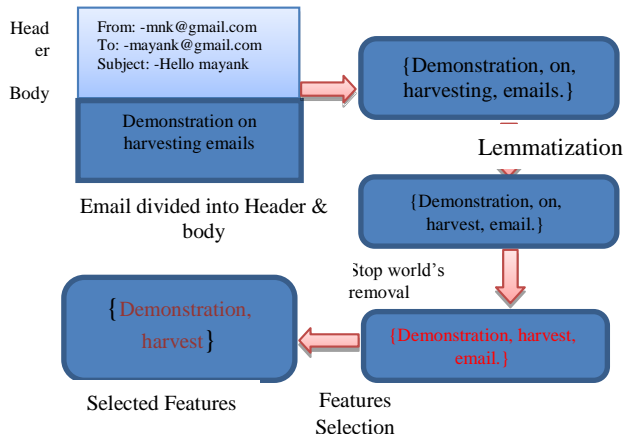 Head
er
Body
From: -mnk@gmail.com
To: -mayank@gmail.com
Subject: -Hello mayank
Demonstration on
harvesting emails
Email divided into Header &
body
{Demonstration, on,
harvesting, emails.}
Lemmatization
{Demonstration, on,
harvest, email.}
Stop world's
removal
{Demonstration, harvest,
email.}
Features
Selection
{Demonstration,
harvest}
Selected Features